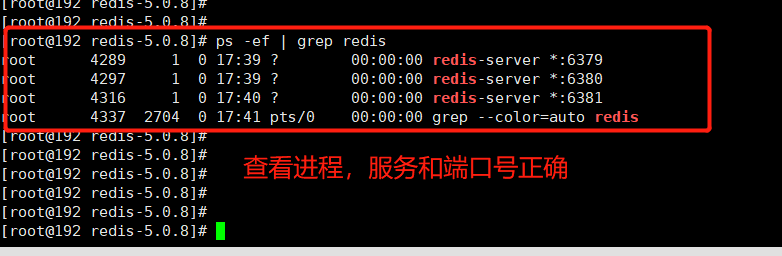 [root@192 redis-5.0.8]#
[root@192 redis-5.0.8]#
[root@192 redis-5.0.8]# ps -ef | grep redis
root 4289 1 0 17:39 ? 00:00:00 redis-server *:6379
root 4297 1 0 17:39 ? 00:00:00 redis-server *:6380
root 4316 1 0 17:40 ? 00:00:00 redis-server *:6381
root 4337 2704 0 17:41 pts/0 00:00:00 grep --color=auto redis
[root@192 redis-5.0.8]#
[root@192 redis-5.0.8]#
查看进程，服务和端口号正确
[root@192 redis-5.0.8]#
[root@192 redis-5.0.8]#
[root@192 redis-5.0.8]#